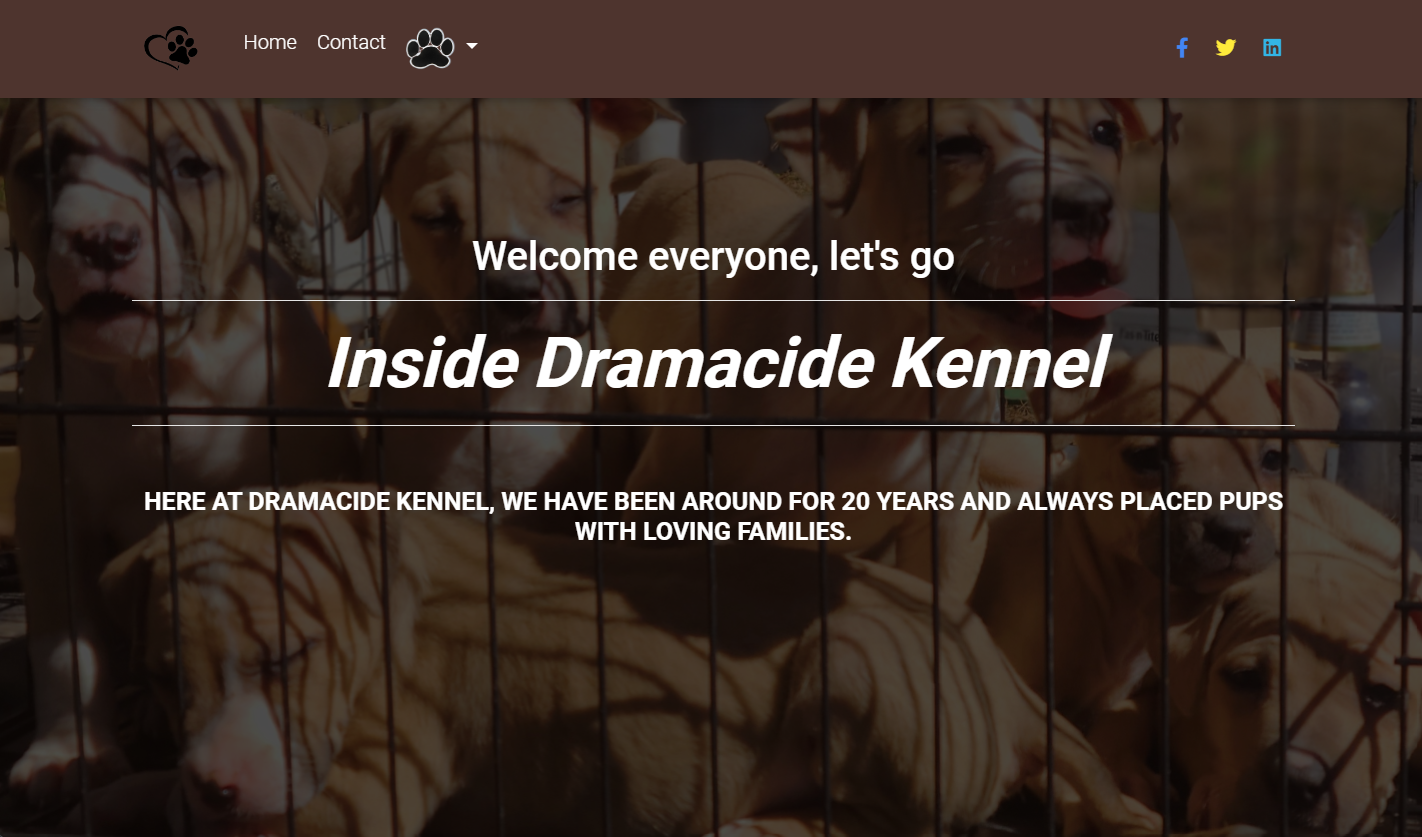 Home Contact
Welcome everyone, let's go
Inside Dramacide Kennel
HERE AT DRAMACIDE KENNEL, WE HAVE BEEN AROUND FOR 20 YEARS AND ALWAYS PLACED PUPS
WITH LOVING FAMILIES.